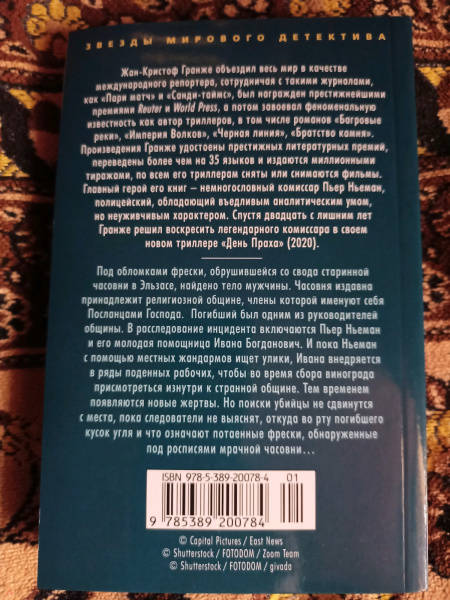 ЗВЕЗДЫ МИРОВОГО ДЕТЕКТИВА
Жан-Кристоф Гранже объездил весь мир в качестве
международного репортера, сотрудничая с такими журналами,
как «Пари матч» и «Санди-таймс», был награжден престижнейшими
премиями Reuter и World Press, а потом завоевал феноменальную
известность как автор триллеров, в том числе романов «Багровые
реки», «Империя Волков», «Черная линия», «Братство камня».
Произведения Гранже удостоены престижных литературных премий,
переведены более чем на 35 языков и издаются миллионными
тиражами, по всем его триллерам сняты или снимаются фильмы.
Главный герой его книг – немногословный комиссар Пьер Ньеман,
полицейский, обладающий въедливым аналитическим умом,
но неуживчивым характером. Спустя двадцать с лишним лет
Гранже решил воскресить легендарного комиссара в своем
новом триллере «День Праха» (2020).
Под обломками фрески, обрушившейся со свода старинной
часовни в Эльзасе, найдено тело мужчины. Часовня издавна
принадлежит религиозной общине, члены которой именуют себя
Посланцами Господа. Погибший был одним из руководителей
общины. В расследование инцидента включаются Пьер Ньеман
и его молодая помощница Ивана Богданович. И пока Ньеман
с помощью местных жандармов ищет улики, Ивана внедряется
в ряды поденных рабочих, чтобы во время сбора винограда
присмотреться изнутри к странной общине. Тем временем
появляются новые жертвы. Но поиски убийцы не сдвинутся
с места, пока следователи не выяснят, откуда во рту погибшего
кусок угля и что означают потаенные фрески, обнаруженные
под росписями мрачной часовни…
ISBN 978-5-389-20078-4 01
9 785389 200784
© Capital Pictures / East News
© Shutterstock / FOTODOM / Zoom Team
© Shutterstock / FOTODOM / givada